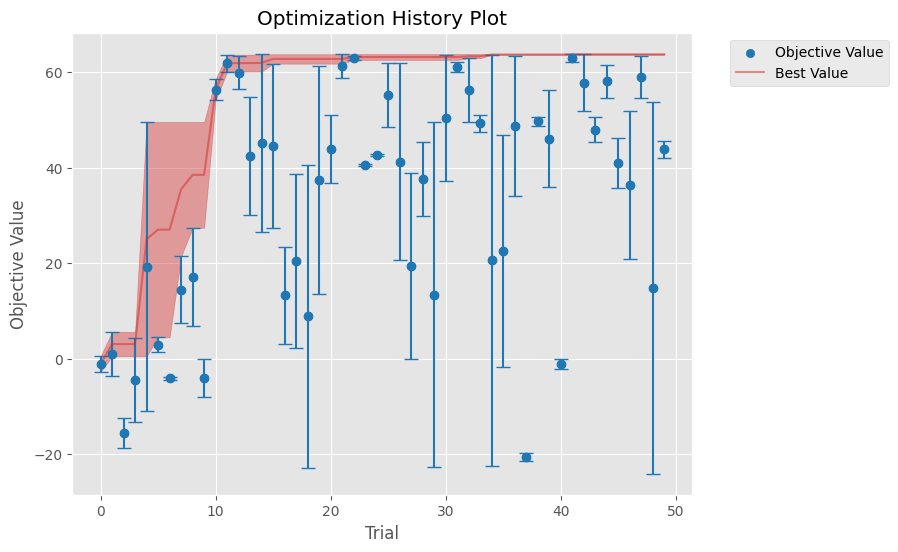 Optimization History Plot
Objective Value
Best Value
Objective Value
60
40
20
0
−20
0 10 20 30 40 50
Trial